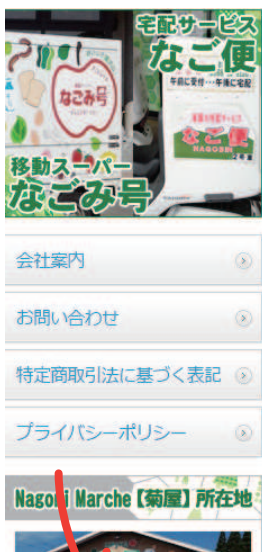 宅配サービス
なご便
午前に受付…午後に宅配
なごみ号
なご便
NAGOBIN
移動スーパー
なごみ号
会社案内
お問い合わせ
特定商取引法に基づく表記
プライバシーポリシー
Nagomi Marche【菊屋】所在地